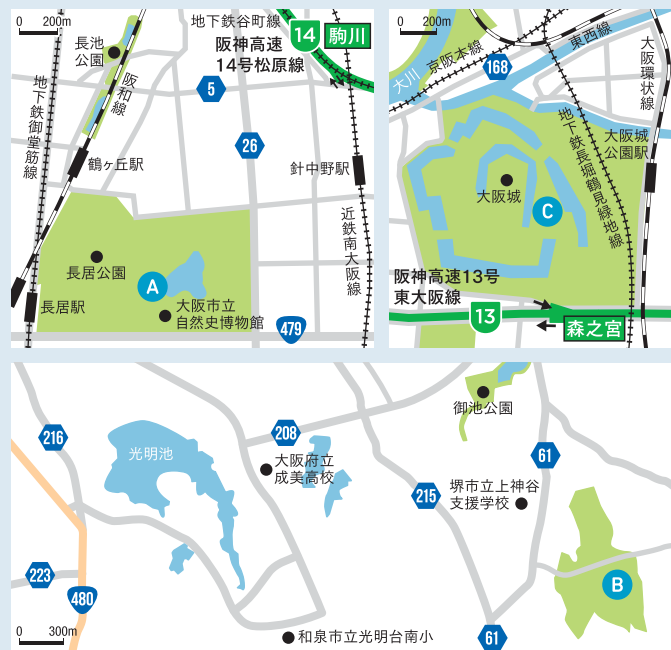 0 200m
地下鉄谷町線
長池
公園
阪神高速
14号松原線
14
駒川
阪和線
5
地下鉄御堂筋線
26
鶴ヶ丘駅
針中野駅
近鉄南大阪線
長居公園
A
長居駅
大阪市立
自然史博物館
479
0 200m
大川
京阪本線
168
東西線
大阪環状線
大阪城
公園駅
地下鉄長堀鶴見緑地線
大阪城
C
阪神高速13号
東大阪線
13
森之宮
216
光明池
208
大阪府立
成美高校
御池公園
61
215
堺市立上神谷
支援学校
223
480
B
0 300m
和泉市立光明台南小
61